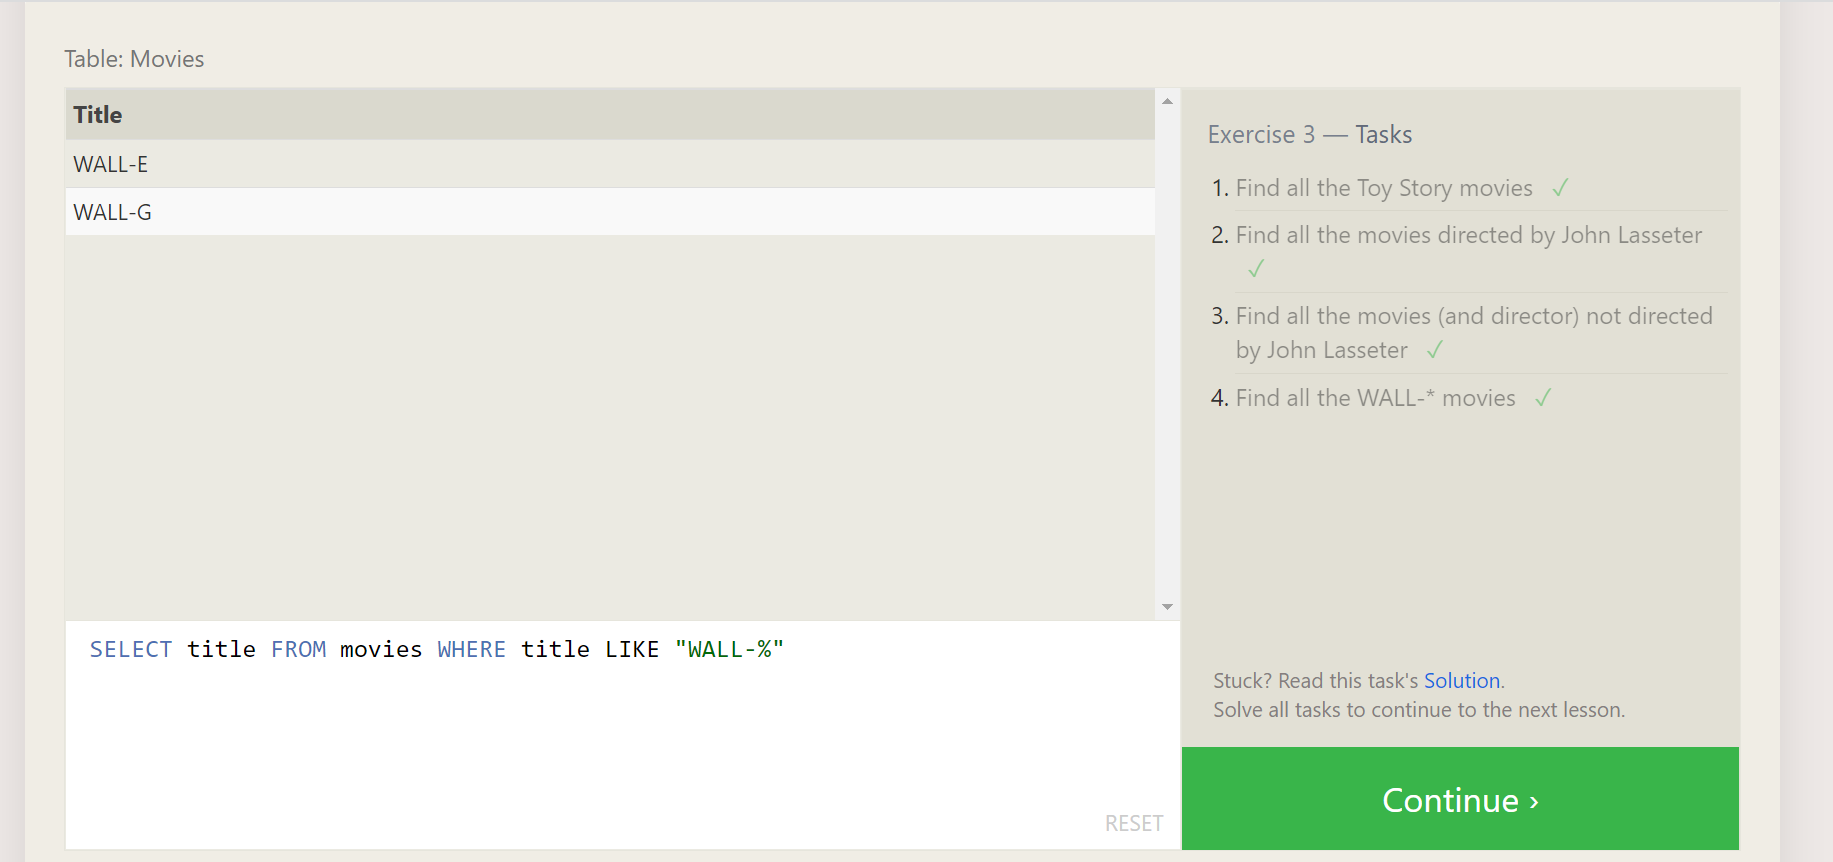 Table: Movies
Title
WALL-E
WALL-G
SELECT title FROM movies WHERE title LIKE "WALL-%"
RESET
Exercise 3 — Tasks
1. Find all the Toy Story movies ✓
2. Find all the movies directed by John Lasseter
✓
3. Find all the movies (and director) not directed
by John Lasseter ✓
4. Find all the WALL-* movies ✓
Stuck? Read this task's Solution.
Solve all tasks to continue to the next lesson.
Continue ›